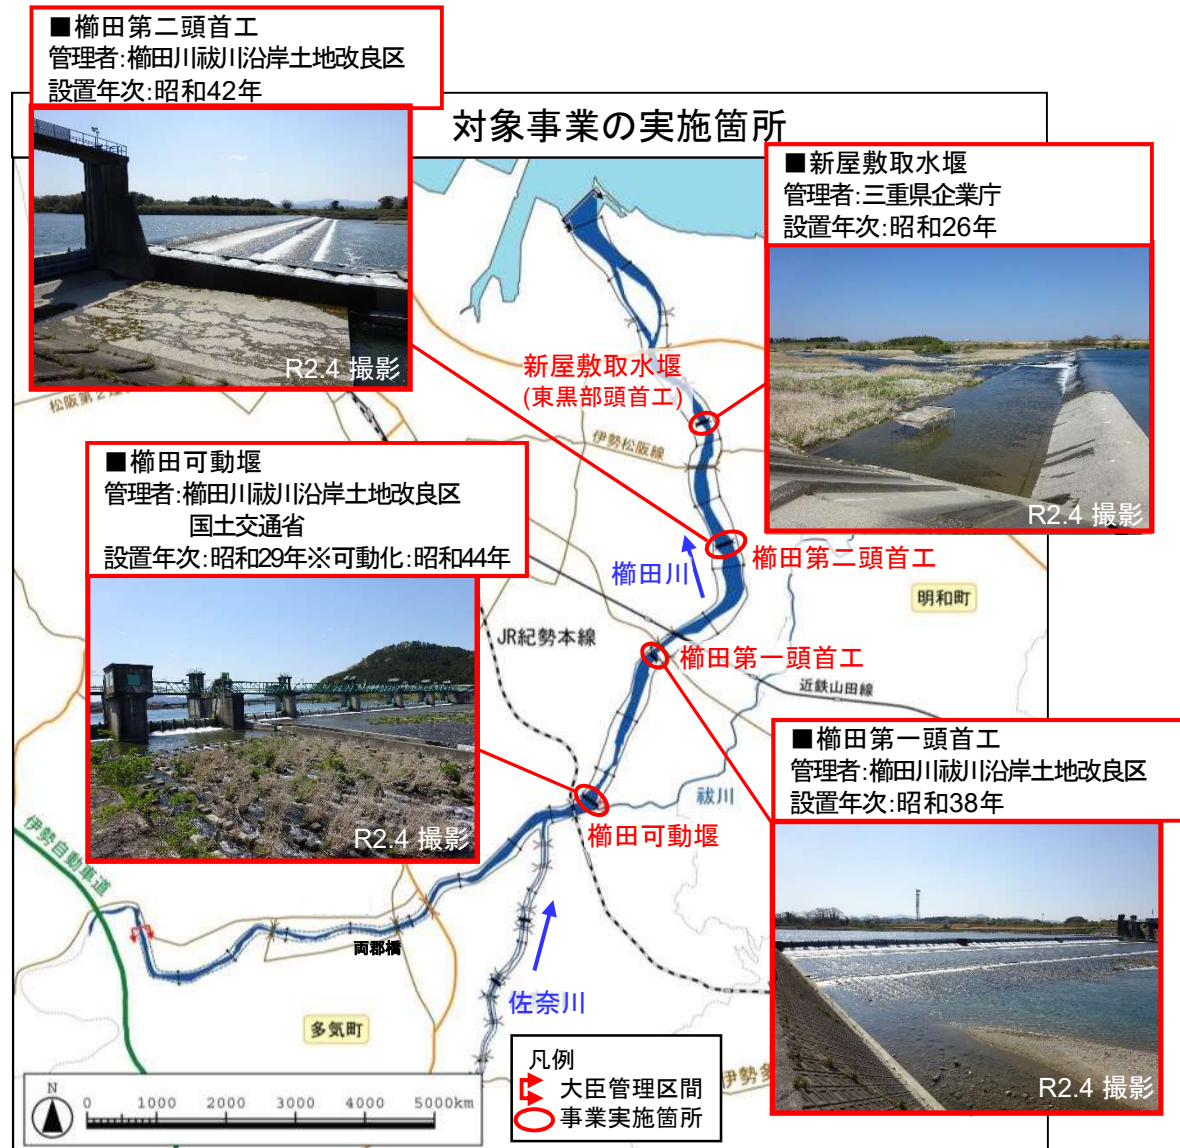 ■櫛田第二頭首工
管理者:櫛田川祓川沿岸土地改良区
設置年次:昭和42年
R2.4 撮影
対象事業の実施箇所
■新屋敷取水堰
管理者:三重県企業庁
設置年次:昭和26年
R2.4 撮影
新屋敷取水堰
(東黒部頭首工)
伊勢松阪線
■櫛田可動堰
管理者:櫛田川祓川沿岸土地改良区
国土交通省
設置年次:昭和29年※可動化:昭和44年
R2.4 撮影
櫛田川
櫛田第二頭首工
明和町
JR紀勢本線
櫛田第一頭首工
近鉄山田線
■櫛田第一頭首工
管理者:櫛田川祓川沿岸土地改良区
設置年次:昭和38年
R2.4 撮影
祓川
櫛田可動堰
伊勢自動車道
両郡橋
佐奈川
多気町
凡例
大臣管理区間
事業実施箇所
N
0 1000 2000 3000 4000 5000km
伊勢多